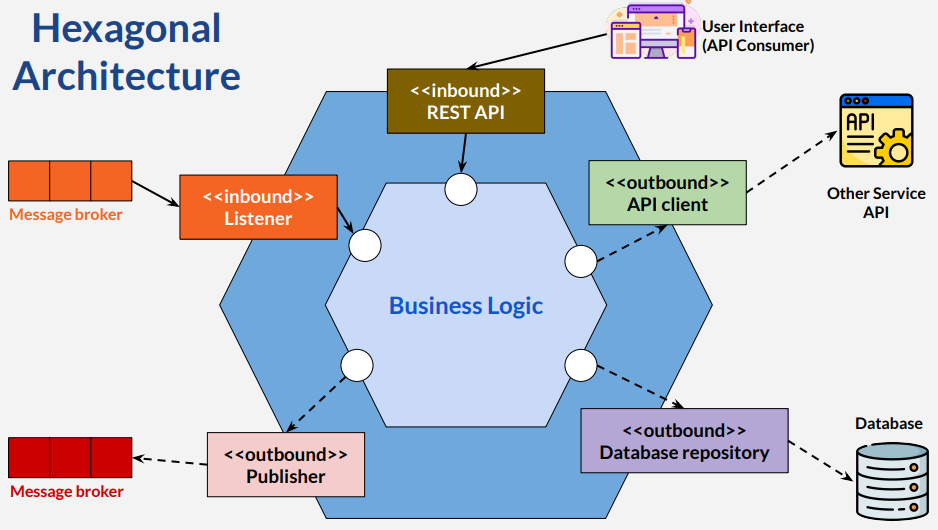 Hexagonal
Architecture
User Interface
(API Consumer)
<<inbound>>
REST API
API
Other Service
API
<<outbound>>
API client
Message broker
<<inbound>>
Listener
Business Logic
<<outbound>>
Publisher
Message broker
<<outbound>>
Database repository
Database